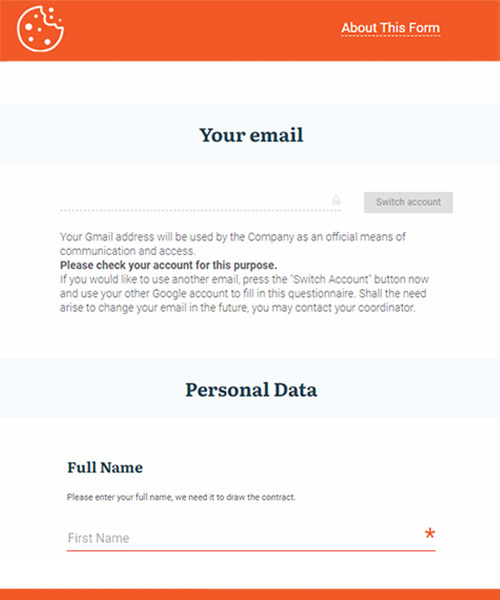 About This Form
Your email
Switch account
Your Gmail address will be used by the Company as an official means of
communication and access.
Please check your account for this purpose.
If you would like to use another email, press the "Switch Account" button now
and use your other Google account to fill in this questionnaire. Shall the need
arise to change your email in the future, you may contact your coordinator.
Personal Data
Full Name
Please enter your full name, we need it to draw the contract.
First Name *